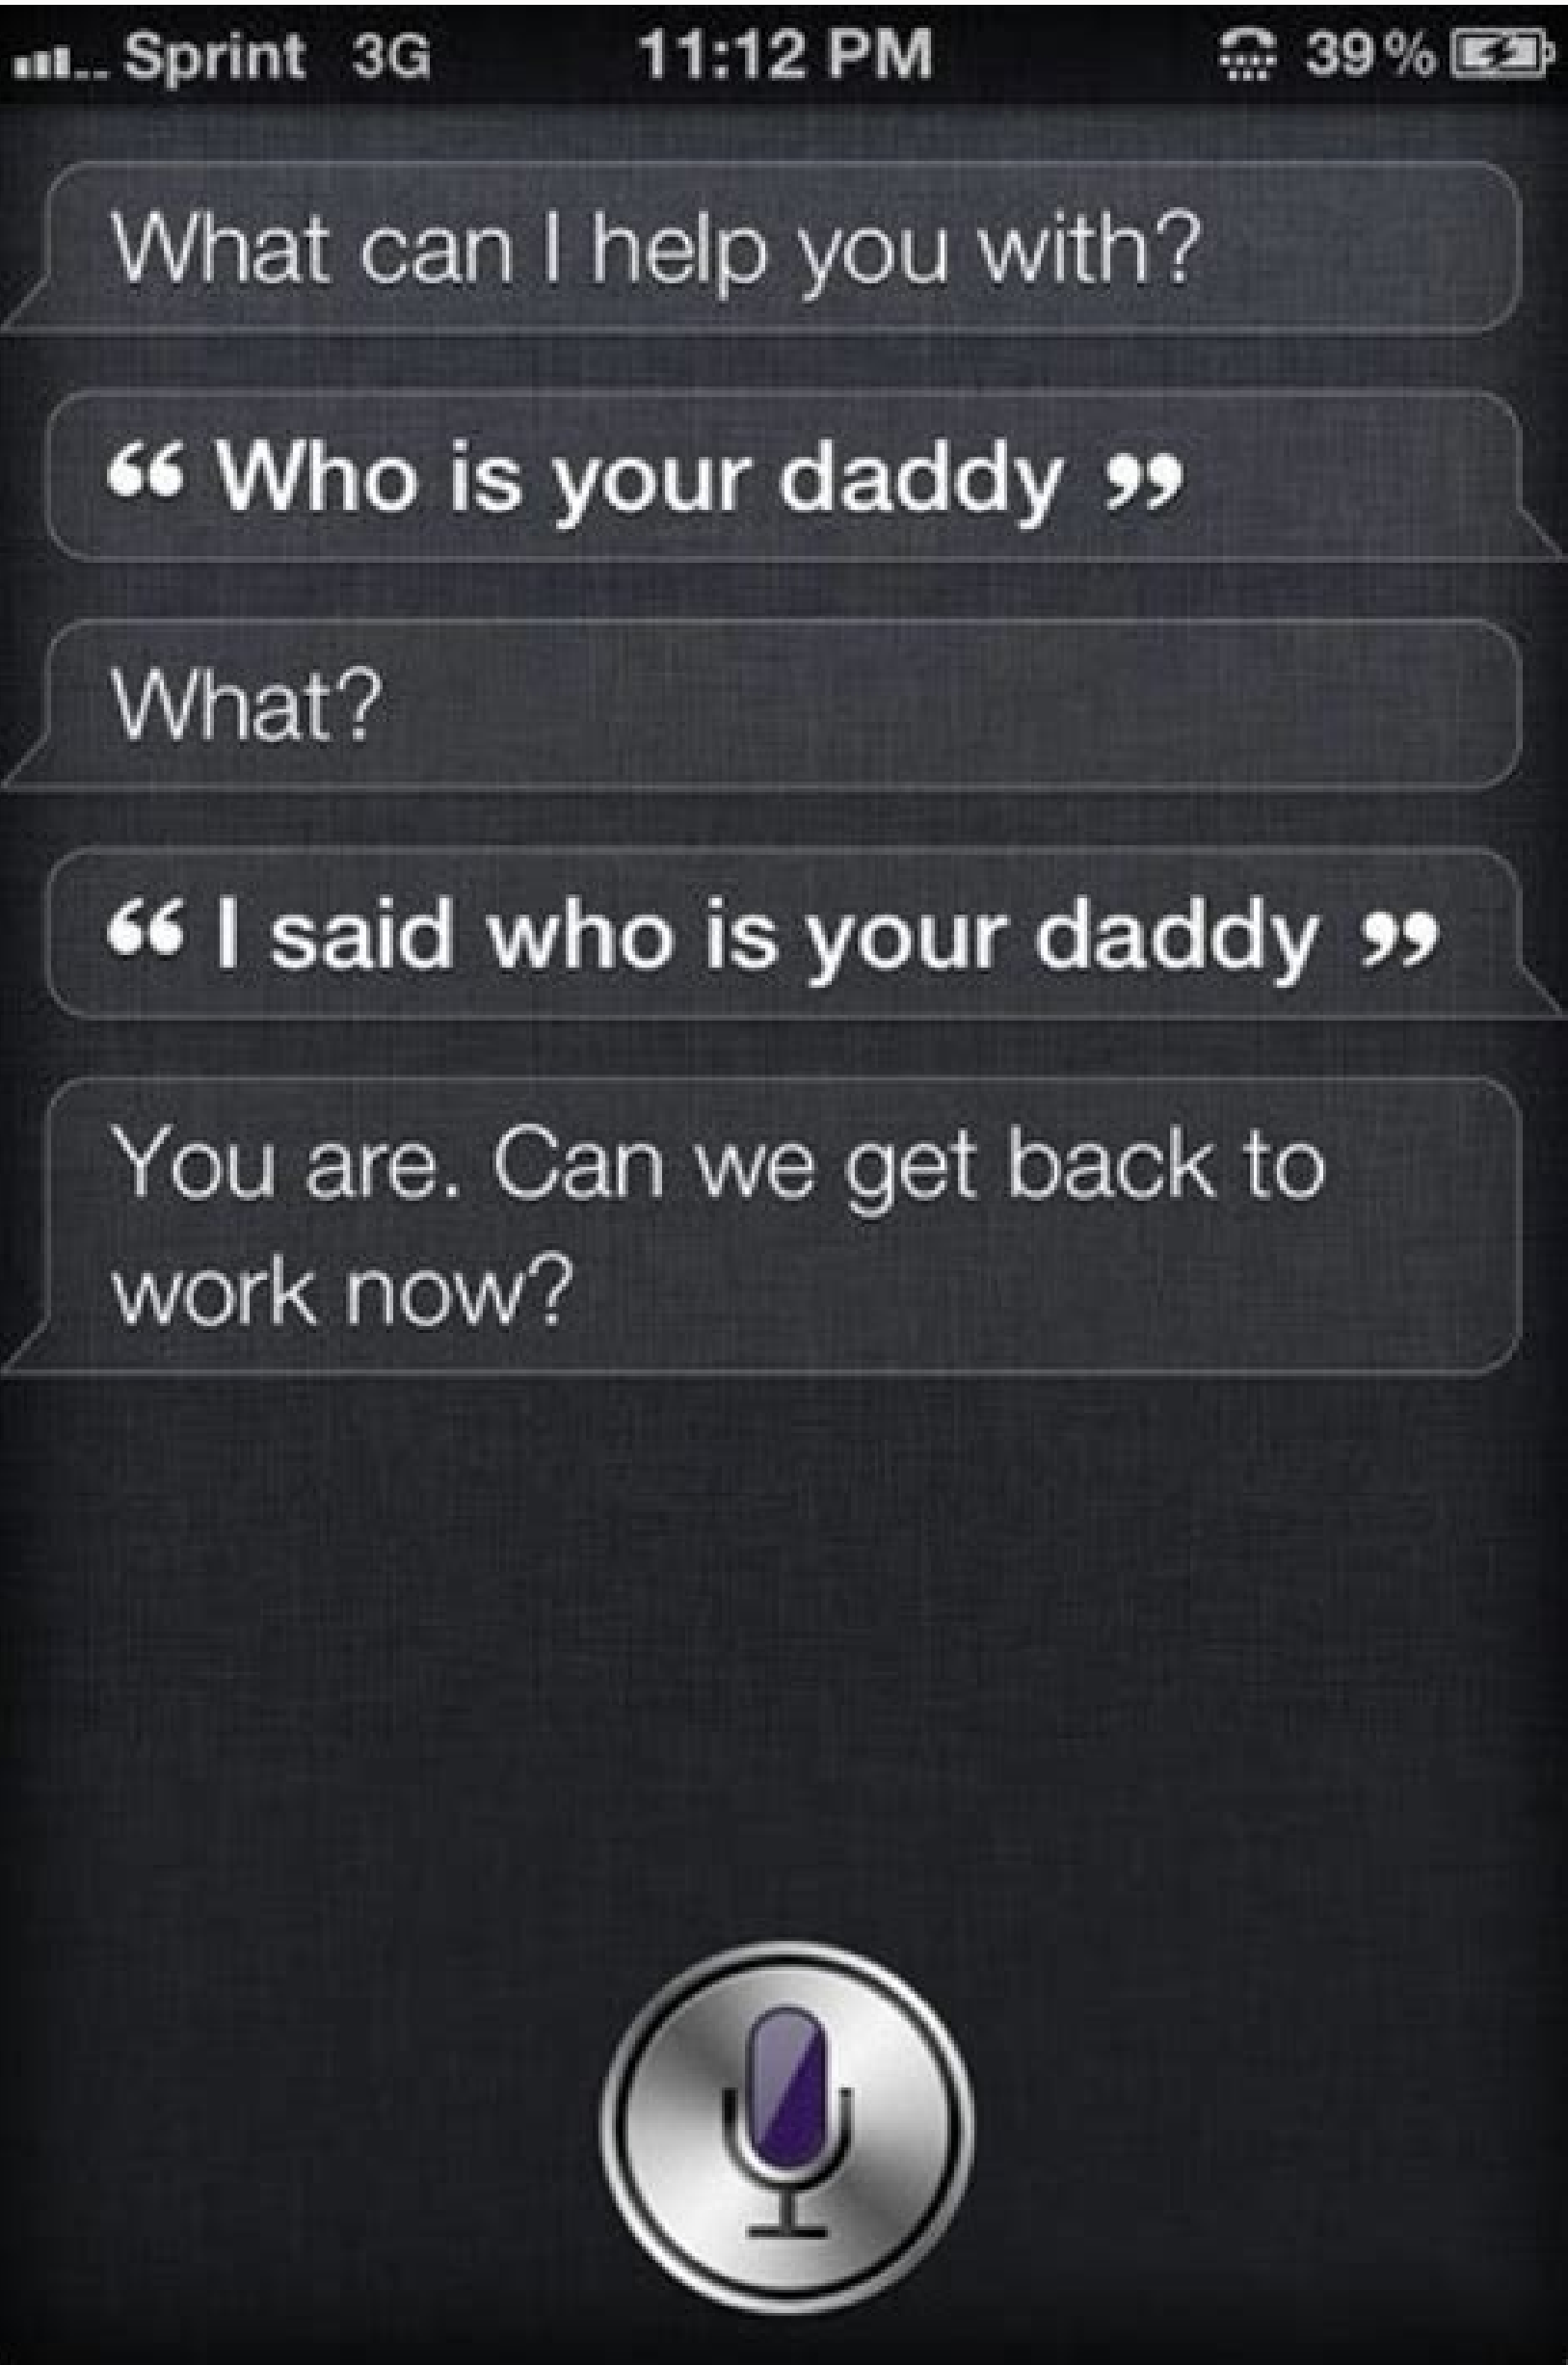 Sprint 3G 11:12 PM 39%
What can I help you with?
“ Who is your daddy ”
What?
“ I said who is your daddy ”
You are. Can we get back to
work now?